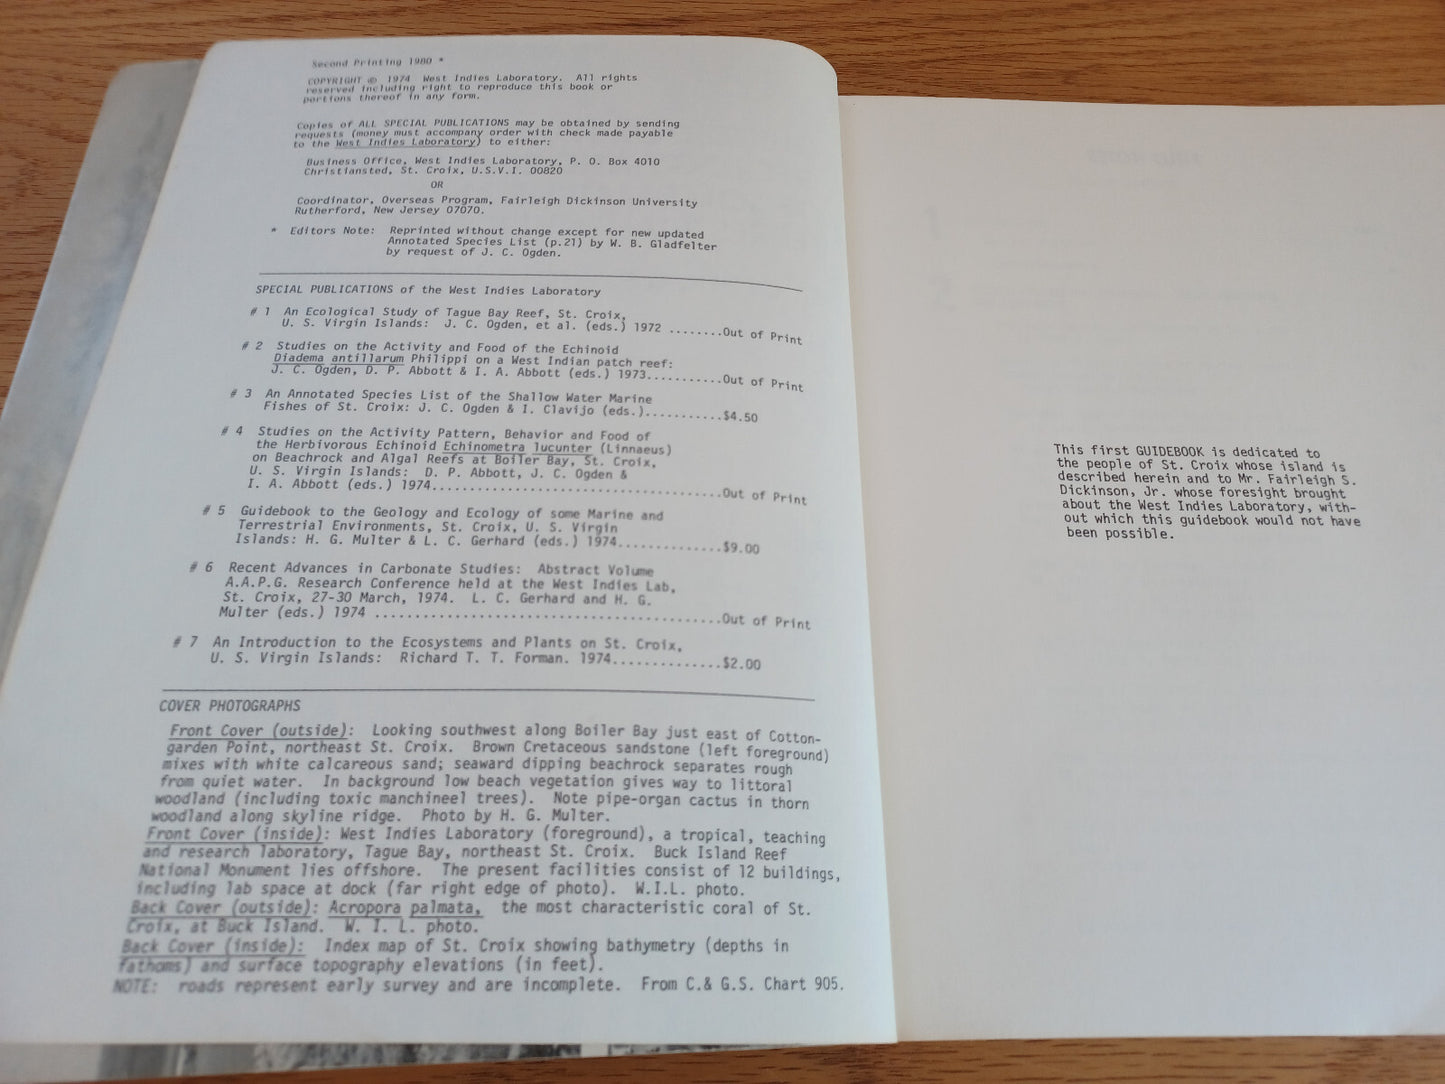 Second Printing 1980 *
COPYRIGHT © 1974 West Indies Laboratory. All rights
reserved including right to reproduce this book or
portions thereof in any form.
Copies of ALL SPECIAL PUBLICATIONS may be obtained by sending
requests (money must accompany order with check made payable
to the West Indies Laboratory) to either:
Business Office, West Indies Laboratory, P. O. Box 4010
Christiansted, St. Croix, U.S.V.I. 00820
OR
Coordinator, Overseas Program, Fairleigh Dickinson University
Rutherford, New Jersey 07070.
* Editors Note: Reprinted without change except for new updated
Annotated Species List (p.21) by W. B. Gladfelter
by request of J. C. Ogden.
SPECIAL PUBLICATIONS of the West Indies Laboratory
# 1 An Ecological Study of Tague Bay Reef, St. Croix,
U. S. Virgin Islands: J. C. Ogden, et al. (eds.) 1972 ........Out of Print
# 2 Studies on the Activity and Food of the Echinoid
Diadema antillarum Philippi on a West Indian patch reef:
J. C. Ogden, D. P. Abbott & I. A. Abbott (eds.) 1973...........Out of Print
# 3 An Annotated Species List of the Shallow Water Marine
Fishes of St. Croix: J. C. Ogden & I. Clavijo (eds.)...........$4.50
# 4 Studies on the Activity Pattern, Behavior and Food of
the Herbivorous Echinoid Echinometra lucunter (Linnaeus)
on Beachrock and Algal Reefs at Boiler Bay, St. Croix,
U. S. Virgin Islands: D. P. Abbott, J. C. Ogden &
I. A. Abbott (eds.) 1974.......................................Out of Print
# 5 Guidebook to the Geology and Ecology of some Marine and
Terrestrial Environments, St. Croix, U. S. Virgin
Islands: H. G. Multer & L. C. Gerhard (eds.) 1974..............$9.00
# 6 Recent Advances in Carbonate Studies: Abstract Volume
A.A.P.G. Research Conference held at the West Indies Lab,
St. Croix, 27-30 March, 1974. L. C. Gerhard and H. G.
Multer (eds.) 1974 ............................................Out of Print
# 7 An Introduction to the Ecosystems and Plants on St. Croix,
U. S. Virgin Islands: Richard T. T. Forman. 1974..............$2.00
COVER PHOTOGRAPHS
Front Cover (outside): Looking southwest along Boiler Bay just east of Cotton-
garden Point, northeast St. Croix. Brown Cretaceous sandstone (left foreground)
mixes with white calcareous sand; seaward dipping beachrock separates rough
from quiet water. In background low beach vegetation gives way to littoral
woodland (including toxic manchineel trees). Note pipe-organ cactus in thorn
woodland along skyline ridge. Photo by H. G. Multer.
Front Cover (inside): West Indies Laboratory (foreground), a tropical, teaching
and research laboratory, Tague Bay, northeast St. Croix. Buck Island Reef
National Monument lies offshore. The present facilities consist of 12 buildings,
including lab space at dock (far right edge of photo). W.I.L. photo.
Back Cover (outside): Acropora palmata, the most characteristic coral of St.
Croix, at Buck Island. W. I. L. photo.
Back Cover (inside): Index map of St. Croix showing bathymetry (depths in
fathoms) and surface topography elevations (in feet).
NOTE: roads represent early survey and are incomplete. From C.& G.S. Chart 905.
This first GUIDEBOOK is dedicated to
the people of St. Croix whose island is
described herein and to Mr. Fairleigh S.
Dickinson, Jr. whose foresight brought
about the West Indies Laboratory, with-
out which this guidebook would not have
been possible.